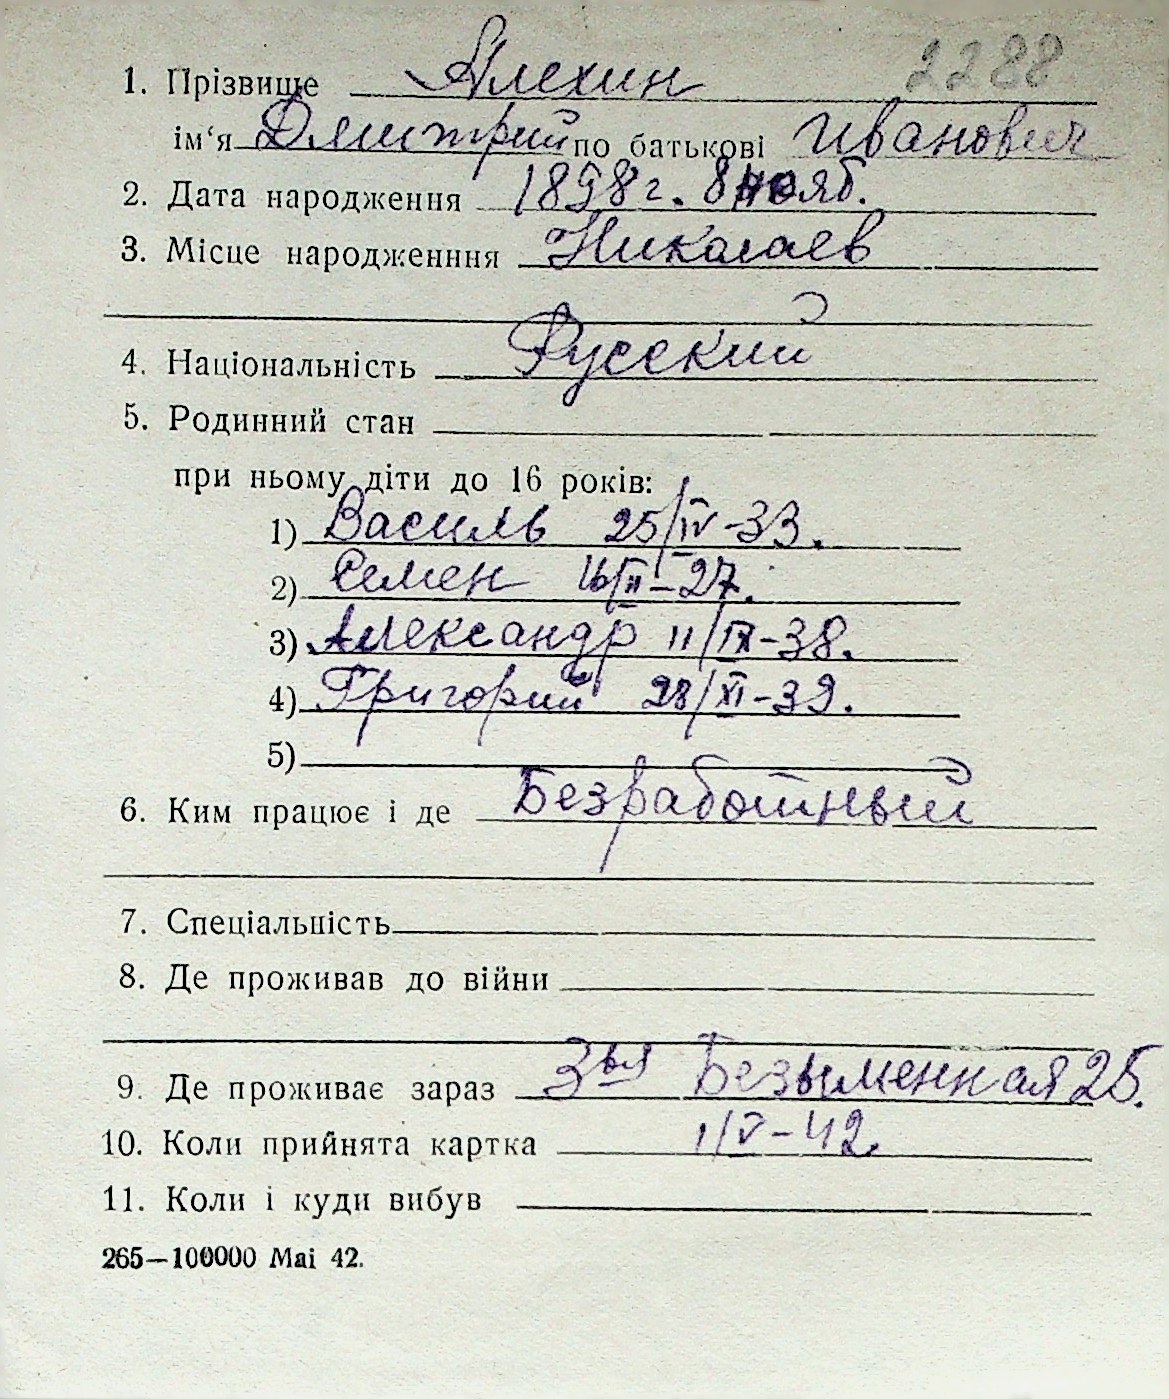 2288
1. Прізвище Алехин
ім‘я Дмитрий по батькові Иванович
2. Дата народження 1898 г. 8 нояб.
3. Місце народженння Николаев
4. Національність Русский
5. Родинний стан
при ньому діти до 16 років:
1) Василь 25/IV-33.
2) Семен 16/II-27.
3) Александр 11/IX-38.
4) Григорий 28/XI-39.
5)
6. Ким працює і де Безработный
7. Спеціальність
8. Де проживав до війни
9. Де проживає зараз 3ья Безыменная 25.
10. Коли прийнята картка 1/V-42.
11. Коли і куди вибув
265—100000 Mai 42.